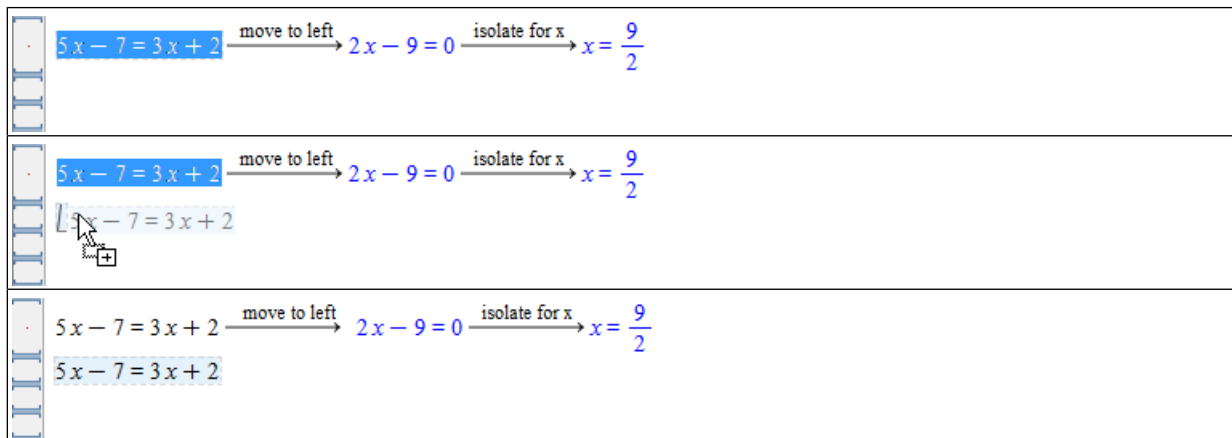 5x − 7 = 3x + 2 move to left 2x − 9 = 0 isolate for x x = 9/2
5x − 7 = 3x + 2 move to left 2x − 9 = 0 isolate for x x = 9/2
5x − 7 = 3x + 2
5x − 7 = 3x + 2 move to left 2x − 9 = 0 isolate for x x = 9/2
5x − 7 = 3x + 2